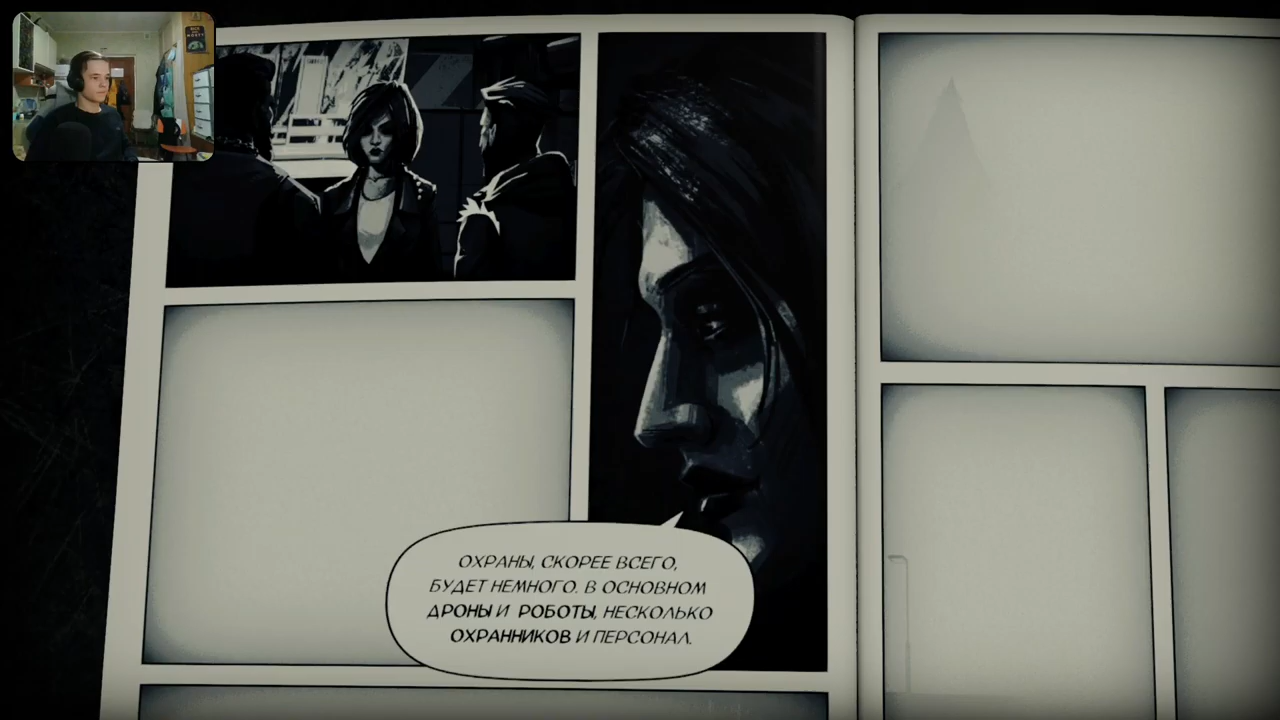 ОХРАНЫ, СКОРЕЕ ВСЕГО,
БУДЕТ НЕМНОГО. В ОСНОВНОМ
ДРОНЫ И РОБОТЫ, НЕСКОЛЬКО
ОХРАННИКОВ И ПЕРСОНАЛ.